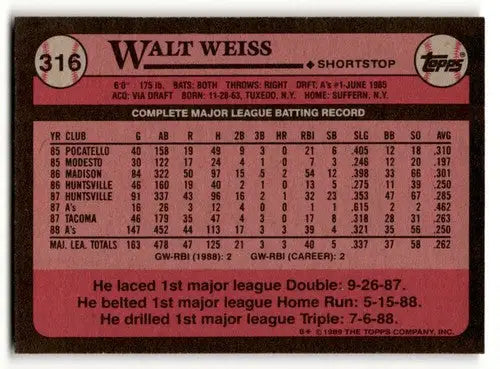 316
WALT WEISS
◆ SHORTSTOP
Topps®
6'0" 175 lb. BATS: BOTH THROWS: RIGHT DRFT: A's #1-JUNE 1985
ACQ: VIA DRAFT BORN: 11-28-63, TUXEDO, N.Y. HOME: SUFFERN, N.Y.
COMPLETE MAJOR LEAGUE BATTING RECORD
YR CLUB G AB R H 2B 3B HR RBI SB SLG BB SO AVG
85 POCATELLO 40 158 19 49 9 3 0 21 6 .405 12 18 .310
85 MODESTO 30 122 17 24 4 1 0 7 3 .246 12 20 .197
86 MADISON 84 322 50 97 15 5 2 54 12 .398 33 66 .301
86 HUNTSVILLE 46 160 19 40 2 1 0 13 5 .275 11 39 .250
87 HUNTSVILLE 91 337 43 96 16 2 1 32 23 .353 47 67 .285
87 A's 16 26 3 12 4 0 0 1 1 .615 2 2 .462
87 TACOMA 46 179 35 47 4 3 0 17 8 .318 28 31 .263
88 A's 147 452 44 113 17 3 3 39 4 .321 35 56 .250
MAJ. LEA. TOTALS 163 478 47 125 21 3 3 40 5 .337 37 58 .262
GW-RBI (1988): 2 GW-RBI (CAREER): 2
He laced 1st major league Double: 9-26-87.
He belted 1st major league Home Run: 5-15-88.
He drilled 1st major league Triple: 7-6-88.
B* © 1989 THE TOPPS COMPANY, INC.